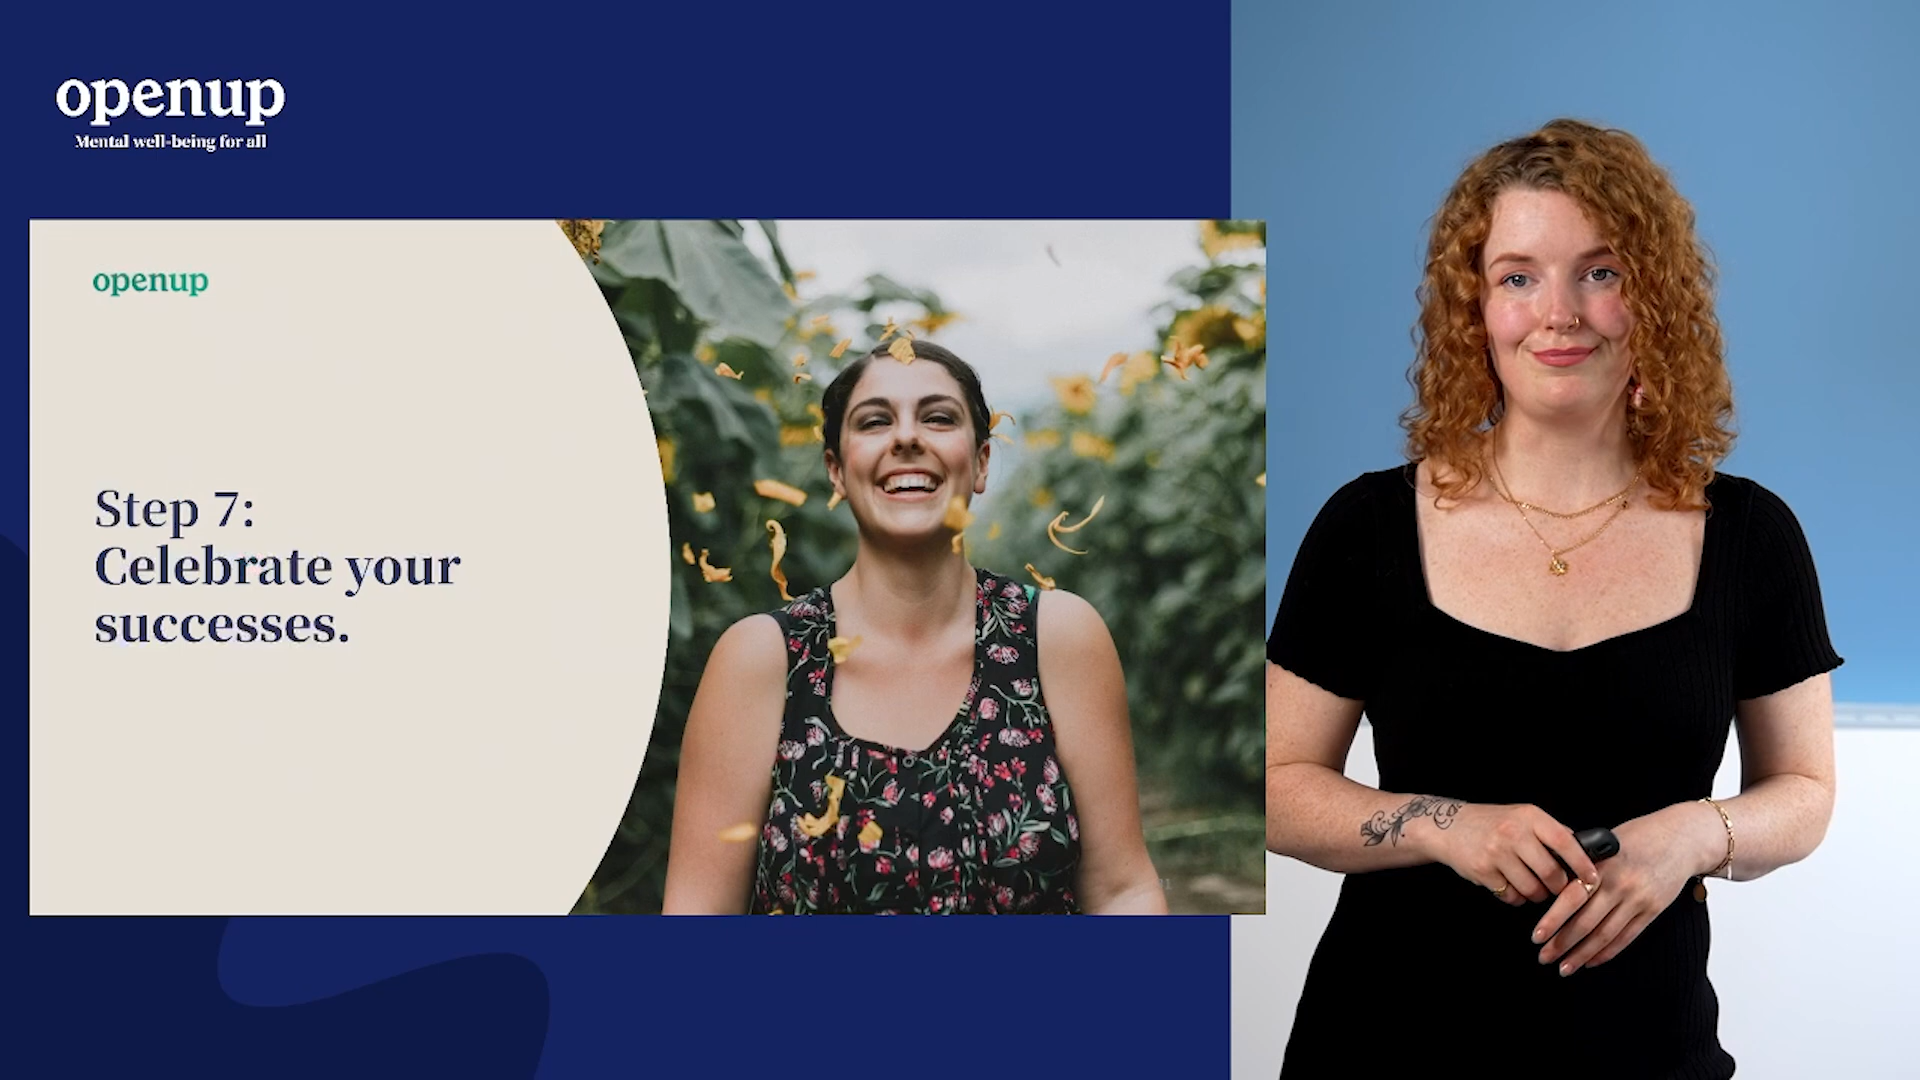 openup
Mental well-being for all
openup
Step 7:
Celebrate your
successes.